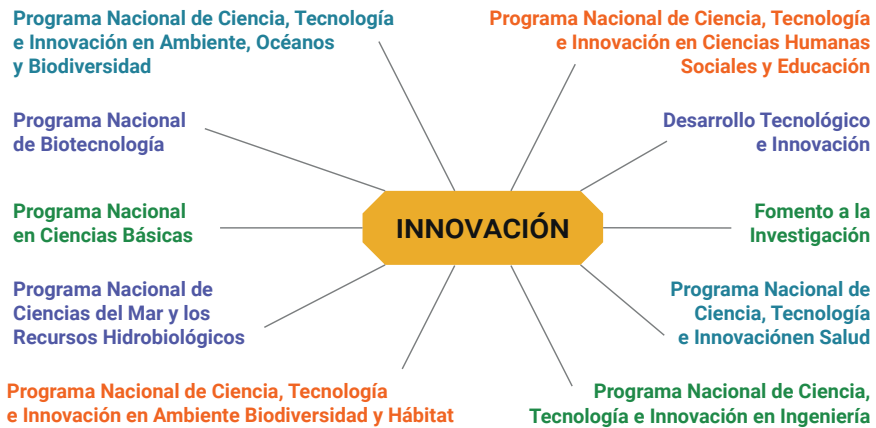 Programa Nacional de Ciencia, Tecnología
e Innovación en Ambiente, Océanos
y Biodiversidad
Programa Nacional de Ciencia, Tecnología
e Innovación en Ciencias Humanas
Sociales y Educación
Programa Nacional
de Biotecnología
Desarrollo Tecnológico
e Innovación
Programa Nacional
en Ciencias Básicas
INNOVACIÓN
Fomento a la
Investigación
Programa Nacional de
Ciencias del Mar y los
Recursos Hidrobiológicos
Programa Nacional de
Ciencia, Tecnología
e Innovaciónen Salud
Programa Nacional de Ciencia, Tecnología
e Innovación en Ambiente Biodiversidad y Hábitat
Programa Nacional de Ciencia,
Tecnología e Innovación en Ingeniería